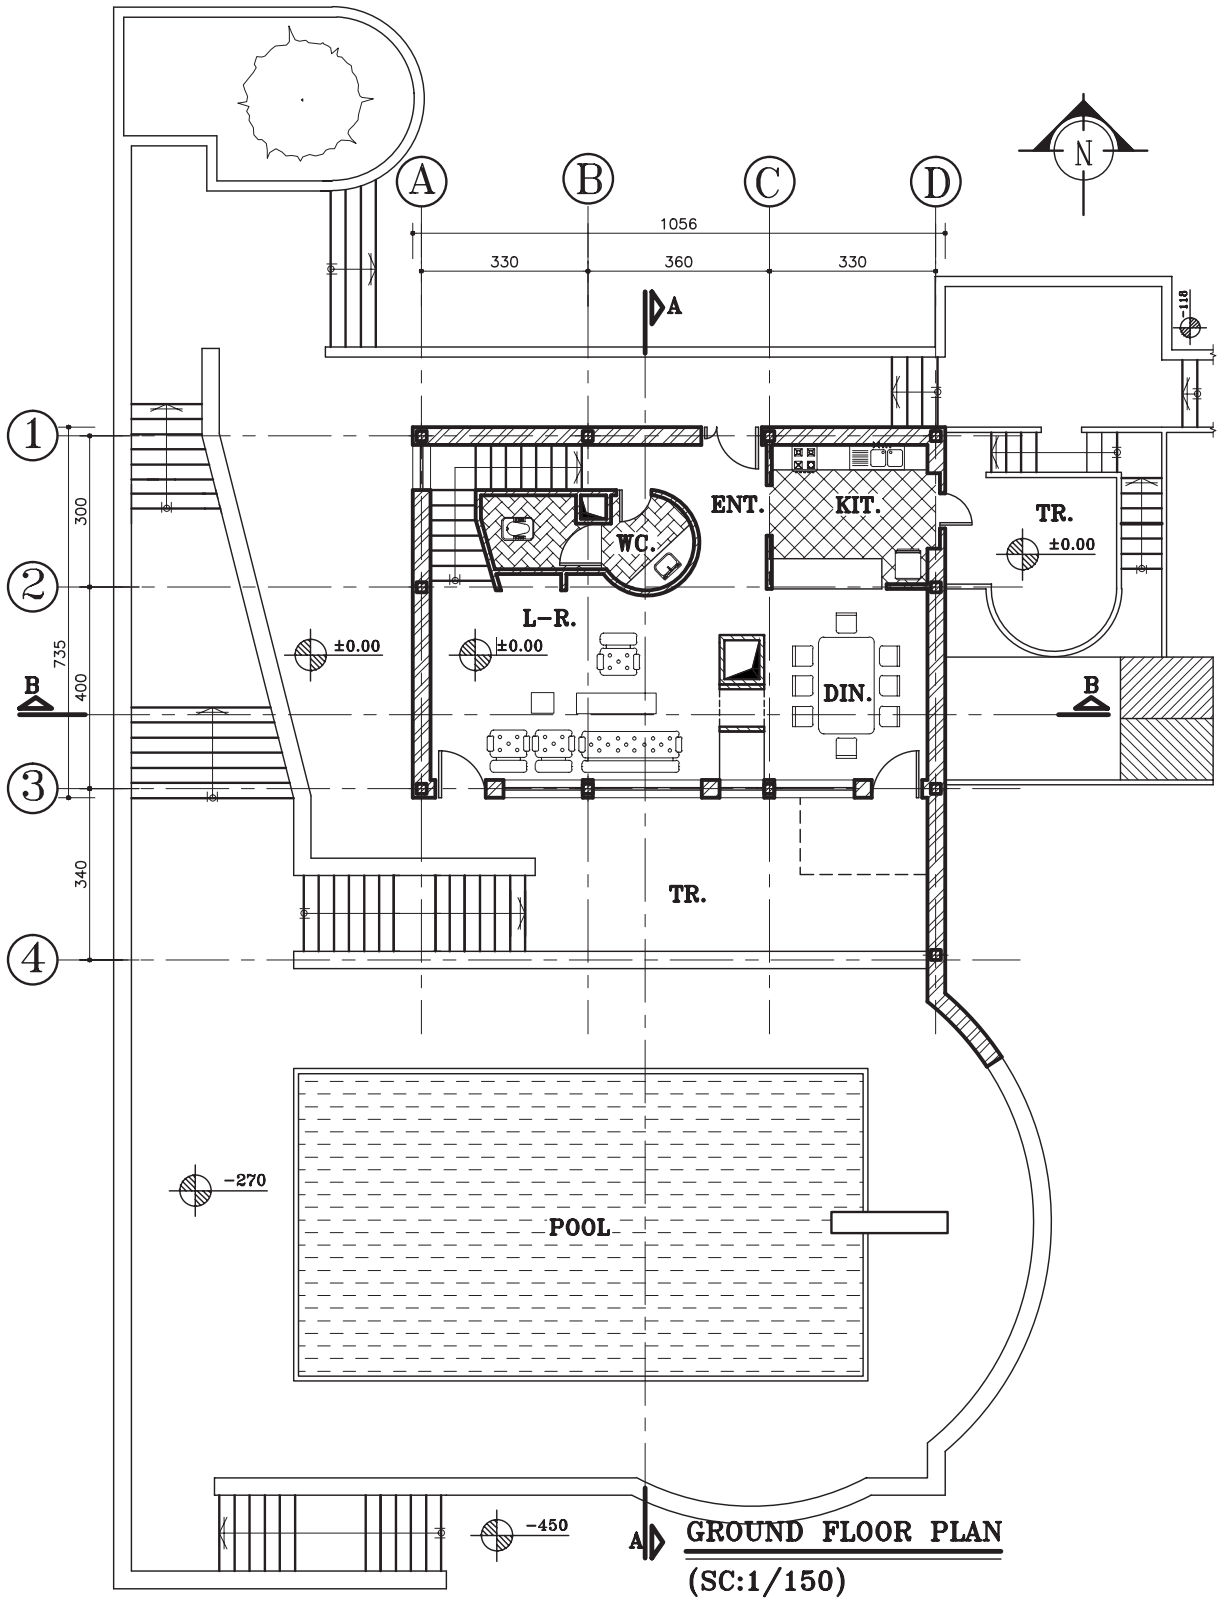 N
A B C D
1056
330 360 330
A
-118
1
300
ENT. KIT. TR.
WC. ±0.00
2
L-R.
735
±0.00 ±0.00
400
B B
DIN.
3
340
TR.
4
-270
POOL
-450
A
GROUND FLOOR PLAN
(SC:1/150)